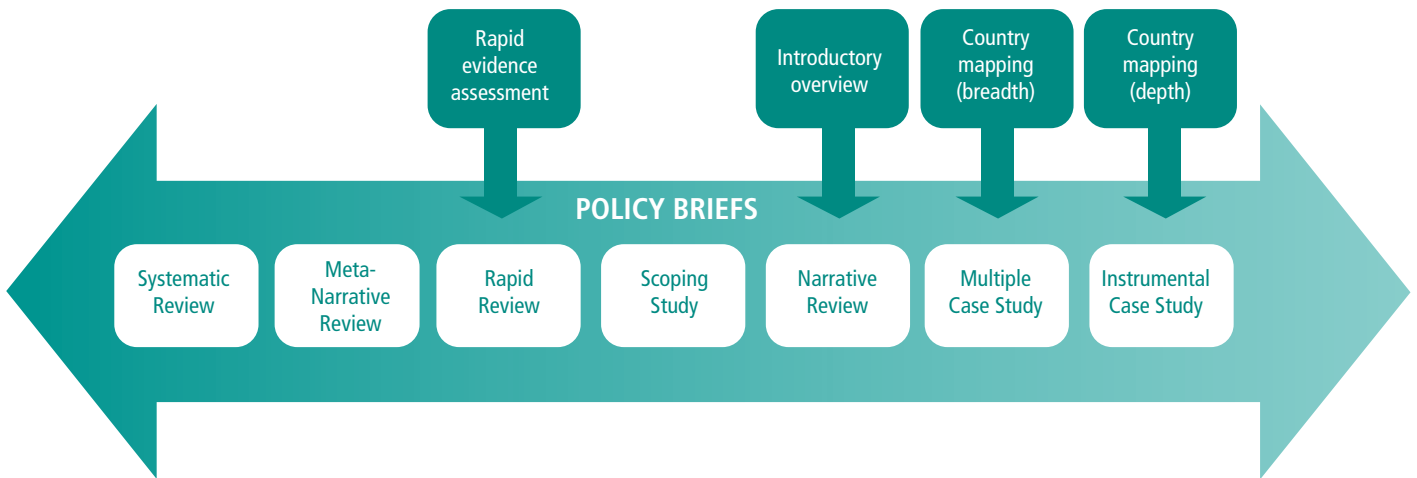 Rapid
evidence
assessment
Introductory
overview
Country
mapping
(breadth)
Country
mapping
(depth)
POLICY BRIEFS
Systematic
Review
Meta-
Narrative
Review
Rapid
Review
Scoping
Study
Narrative
Review
Multiple
Case Study
Instrumental
Case Study